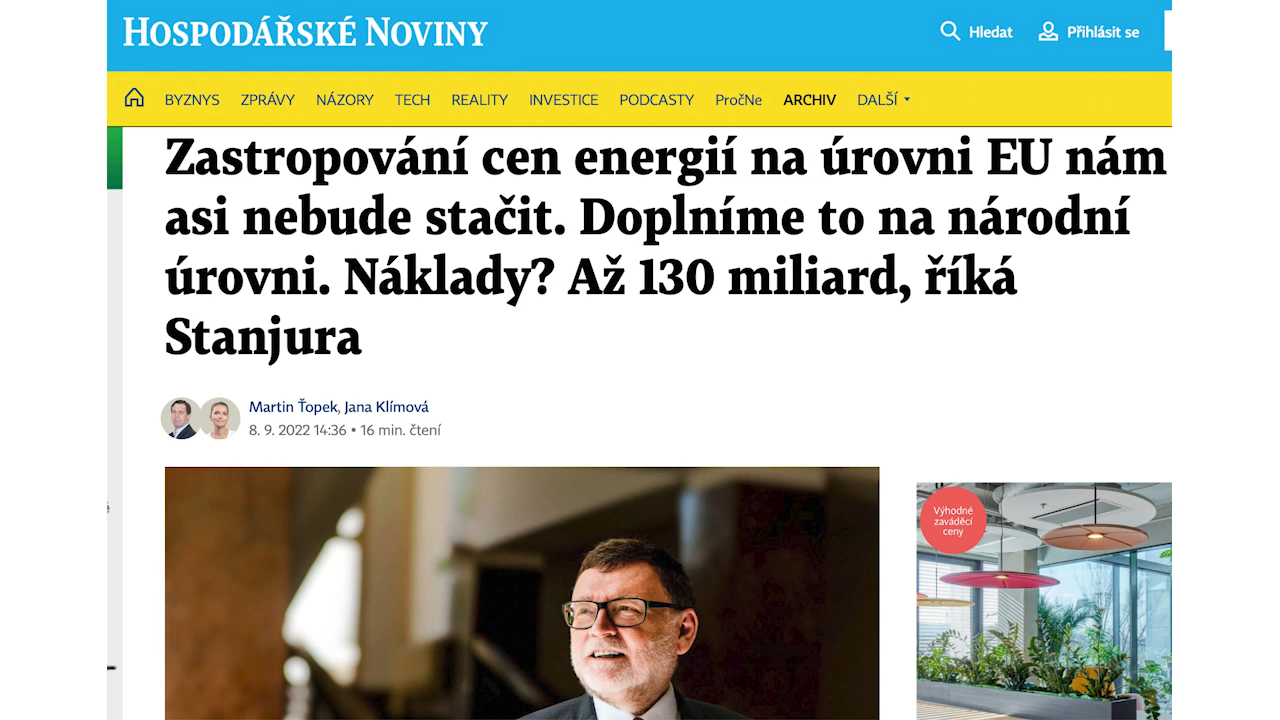 HOSPODÁŘSKÉ NOVINY
Hledat
Přihlásit se
BYZNYS ZPRÁVY NÁZORY TECH REALITY INVESTICE PODCASTY PročNe ARCHIV DALŠÍ
Zastropování cen energií na úrovni EU nám
asi nebude stačit. Doplníme to na národní
úrovni. Náklady? Až 130 miliard, říká
Stanjura
Martin Ťopek, Jana Klímová
8. 9. 2022 14:36 ▪ 16 min. čtení
Výhodné
zaváděcí
ceny